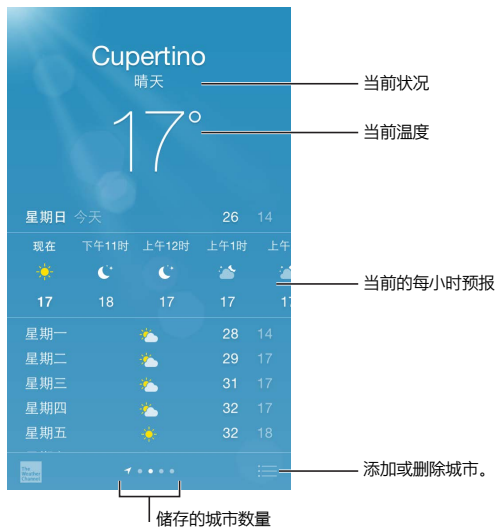 Cupertino
晴天
当前状况
17°
当前温度
星期日 今天 26 14
现在 下午11时 上午12时 上午1时 上午
当前的每小时预报
17 18 17 17 17
星期一 28 14
星期二 29 17
星期三 31 17
星期四 32 17
星期五 32 18
The Weather Channel
添加或删除城市。
储存的城市数量